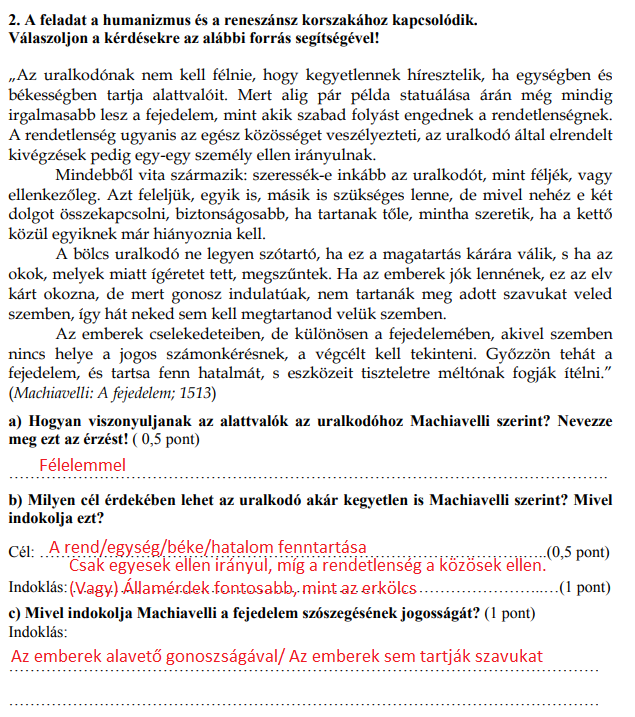 2. A feladat a humanizmus és a reneszánsz korszakához kapcsolódik.
Válaszoljon a kérdésekre az alábbi forrás segítségével!
„Az uralkodónak nem kell félnie, hogy kegyetlennek híresztelik, ha egységben és
békességben tartja alattvalóit. Mert alig pár példa statuálása árán még mindig
irgalmasabb lesz a fejedelem, mint akik szabad folyást engednek a rendetlenségnek.
A rendetlenség ugyanis az egész közösséget veszélyezteti, az uralkodó által elrendelt
kivégzések pedig egy-egy személy ellen irányulnak.
Mindebből vita származik: szeressék-e inkább az uralkodót, mint féljék, vagy
ellenkezőleg. Azt feleljük, egyik is, másik is szükséges lenne, de mivel nehéz e két
dolgot összekapcsolni, biztonságosabb, ha tartanak tőle, mintha szeretik, ha a kettő
közül egyiknek már hiányoznia kell.
A bölcs uralkodó ne legyen szótartó, ha ez a magatartás kárára válik, s ha az
okok, melyek miatt ígéretet tett, megszűntek. Ha az emberek jók lennének, ez az elv
kárt okozna, de mert gonosz indulatúak, nem tartanák meg adott szavukat veled
szemben, így hát neked sem kell megtartanod velük szemben.
Az emberek cselekedeteiben, de különösen a fejedelemében, akivel szemben
nincs helye a jogos számonkérésnek, a végcélt kell tekinteni. Győzzön tehát a
fejedelem, és tartsa fenn hatalmát, s eszközeit tiszteletre méltónak fogják ítélni."
(Machiavelli: A fejedelem; 1513)
a) Hogyan viszonyuljanak az alattvalók az uralkodóhoz Machiavelli szerint? Nevezze
meg ezt az érzést! ( 0,5 pont)
Félelemmel
b) Milyen cél érdekében lehet az uralkodó akár kegyetlen is Machiavelli szerint? Mivel
indokolja ezt?
Cél: A rend/egység/béke/hatalom fenntartása (0,5 pont)
Csak egyesek ellen irányul, míg a rendetlenség a közösek ellen.
Indoklás: (Vagy) Államérdek fontosabb, mint az erkölcs (1 pont)
c) Mivel indokolja Machiavelli a fejedelem szószegésének jogosságát? (1 pont)
Indoklás:
Az emberek alavető gonoszságával/ Az emberek sem tartják szavukat